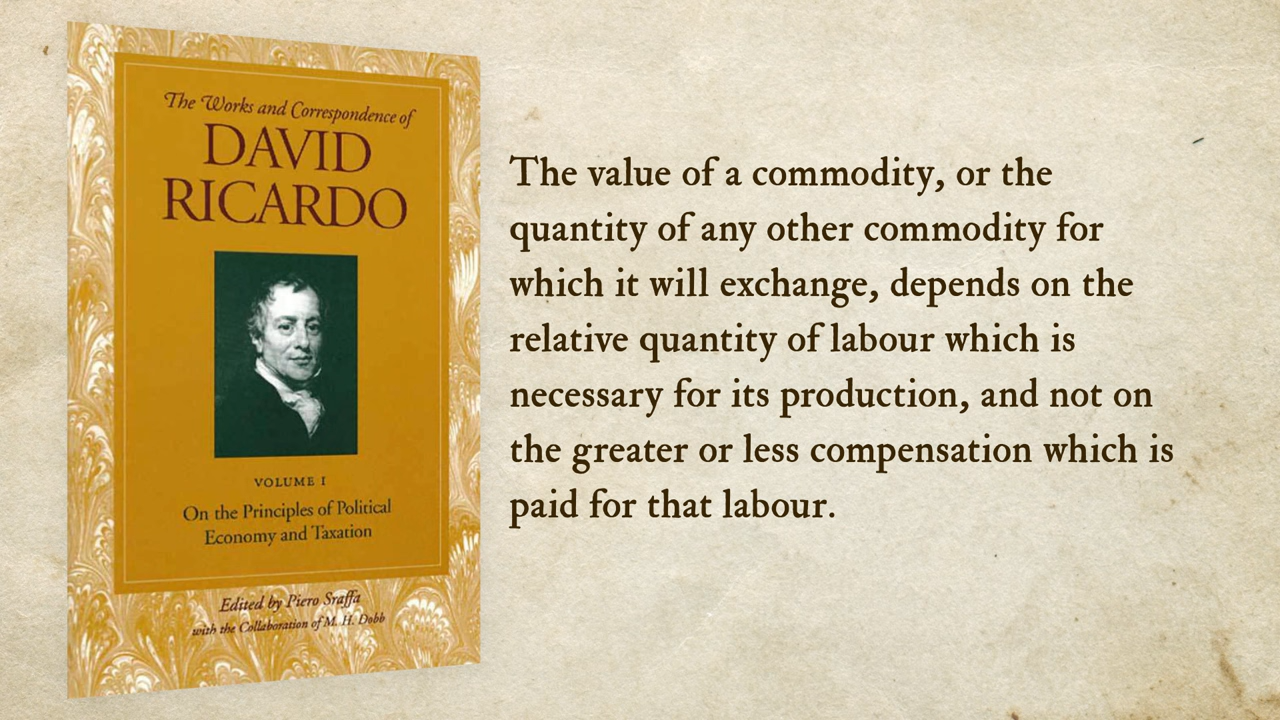 The Works and Correspondence of
DAVID
RICARDO
VOLUME I
On the Principles of Political
Economy and Taxation
Edited by Piero Sraffa
with the Collaboration of M. H. Dobb
The value of a commodity, or the
quantity of any other commodity for
which it will exchange, depends on the
relative quantity of labour which is
necessary for its production, and not on
the greater or less compensation which is
paid for that labour.